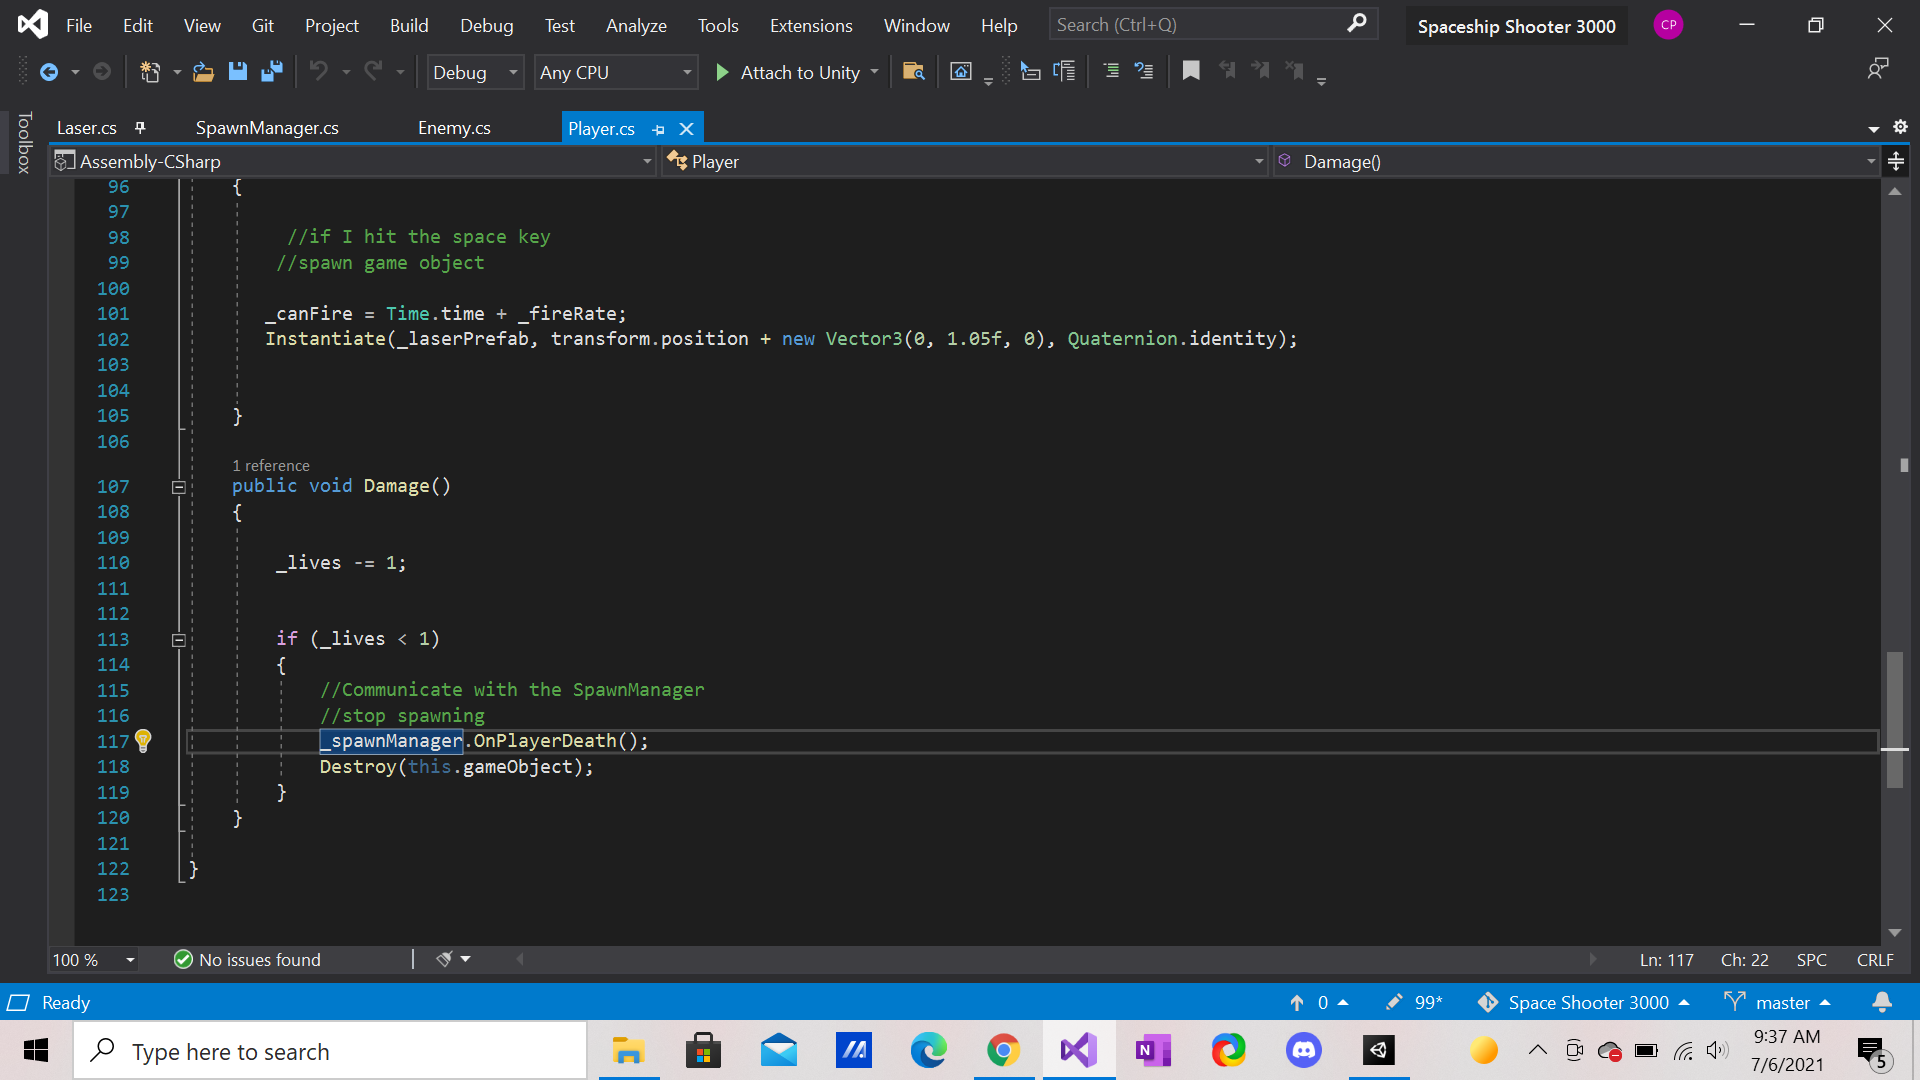 File Edit View Git Project Build Debug Test Analyze Tools Extensions Window Help Search (Ctrl+Q) Spaceship Shooter 3000 CP
Debug Any CPU Attach to Unity
Toolbox
Laser.cs SpawnManager.cs Enemy.cs Player.cs
Assembly-CSharp Player Damage()
96 {
97
98 //if I hit the space key
99 //spawn game object
100
101 _canFire = Time.time + _fireRate;
102 Instantiate(_laserPrefab, transform.position + new Vector3(0, 1.05f, 0), Quaternion.identity);
103
104
105 }
106
1 reference
107 public void Damage()
108 {
109
110 _lives -= 1;
111
112
113 if (_lives < 1)
114 {
115 //Communicate with the SpawnManager
116 //stop spawning
117 _spawnManager.OnPlayerDeath();
118 Destroy(this.gameObject);
119 }
120 }
121
122 }
123
100 % No issues found Ln: 117 Ch: 22 SPC CRLF
Ready 0 99* Space Shooter 3000 master
Type here to search N 9:37 AM
7/6/2021 5